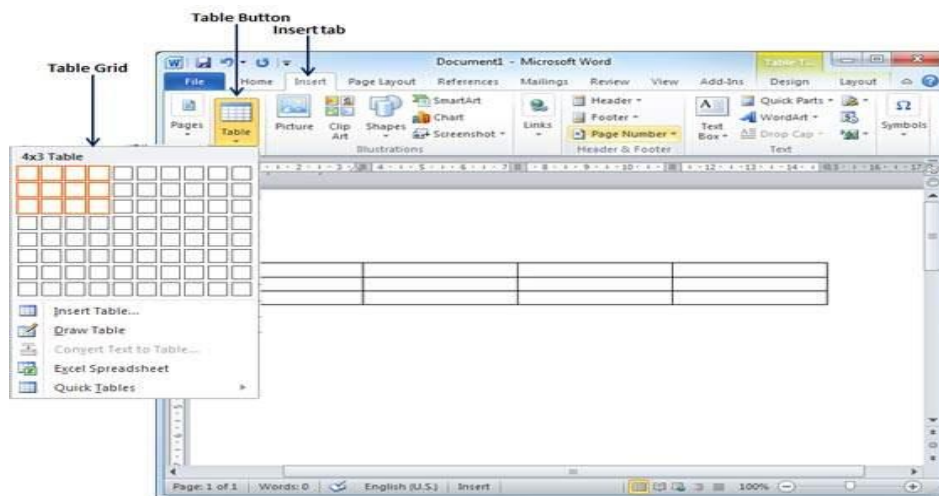 Table Button
Insert tab
Table Grid
Document1 - Microsoft Word
Table T...
File Home Insert Page Layout References Mailings Review View Add-Ins Design Layout
Pages
Table
Picture
Clip Art
Shapes
SmartArt
Chart
Screenshot
Links
Header
Footer
Page Number
Text Box
Quick Parts
WordArt
Drop Cap
Symbols
Illustrations
Header & Footer
Text
4x3 Table
Insert Table...
Draw Table
Convert Text to Table...
Excel Spreadsheet
Quick Tables
Page: 1 of 1 Words: 0 English (U.S.) Insert 100%